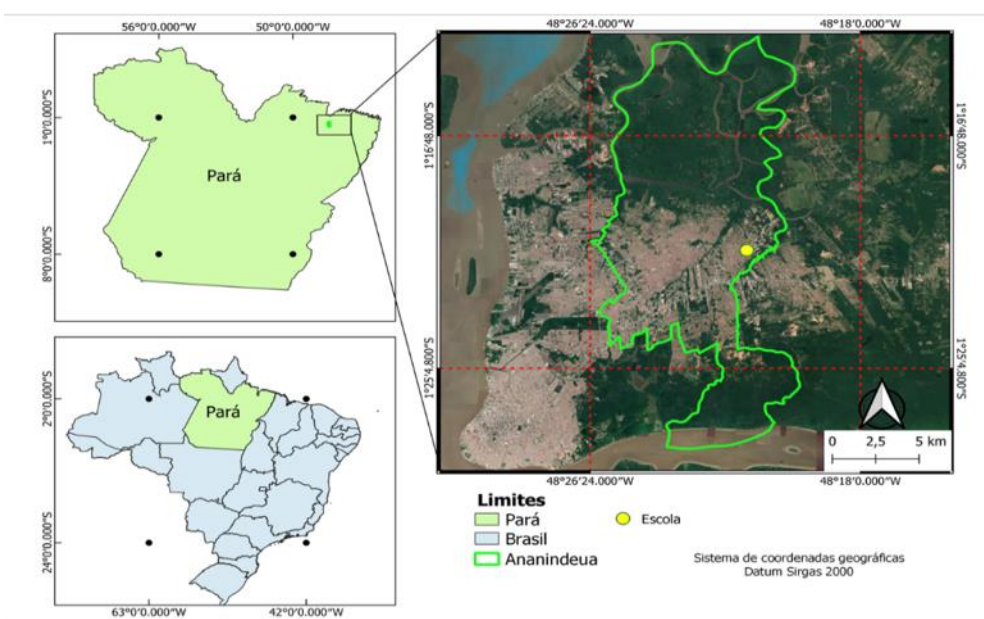 56°0'0.000"W
50°0'0.000"W
1°0'0.000"S
8°0'0.000"S
Pará
2°0'0.000"S
24°0'0.000"S
Pará
63°0'0.000"W
42°0'0.000"W
48°26'24.000"W
48°18'0.000"W
1°16'48.000"S
1°16'48.000"S
1°25'4.800"S
1°25'4.800"S
0 2,5 5 km
48°26'24.000"W
48°18'0.000"W
Limites
Pará
Brasil
Ananindeua
Escola
Sistema de coordenadas geográficas
Datum Sirgas 2000